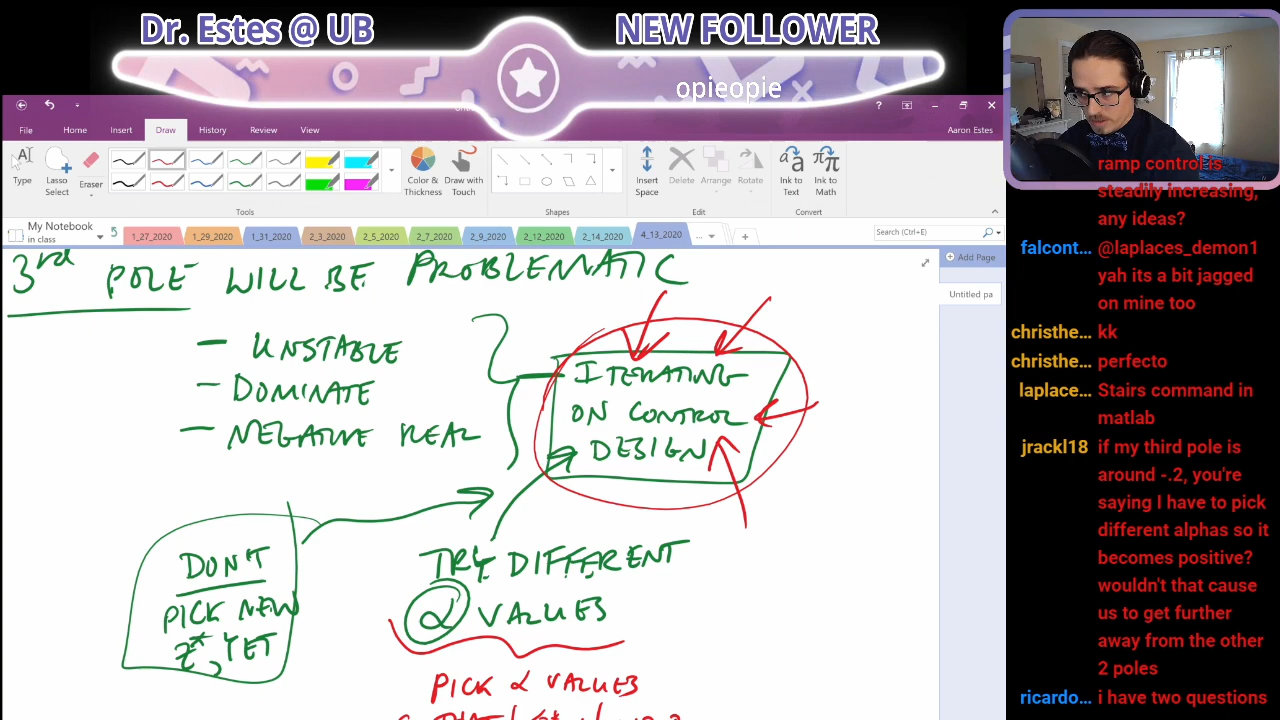 Dr. Estes @ UB
NEW FOLLOWER
opieopie
Aaron Estes
File Home Insert Draw History Review View
Type
Lasso Select
Eraser
Color & Thickness
Draw with Touch
Insert Space
Delete
Arrange
Rotate
Ink to Text
Ink to Math
Tools
Shapes
Edit
Convert
My Notebook
in class
1_27_2020 1_29_2020 1_31_2020 2_3_2020 2_5_2020 2_7_2020 2_9_2020 2_12_2020 2_14_2020 4_13_2020 ...
Search (Ctrl+E)
Add Page
Untitled pa
3rd POLE WILL BE PROBLEMATIC
- UNSTABLE
- DOMINATE
- NEGATIVE REAL
ITERATING
ON CONTROL
DESIGN
DON'T
PICK NEW
z*, YET
TRY DIFFERENT
α VALUES
PICK α VALUES
ramp control is
steadily increasing,
any ideas?
falcont… @laplaces_demon1
yah its a bit jagged
on mine too
christhe… kk
christhe… perfecto
laplace… Stairs command in
matlab
jrackl18 if my third pole is
around -.2, you're
saying I have to pick
different alphas so it
becomes positive?
wouldn't that cause
us to get further
away from the other
2 poles
ricardo… i have two questions